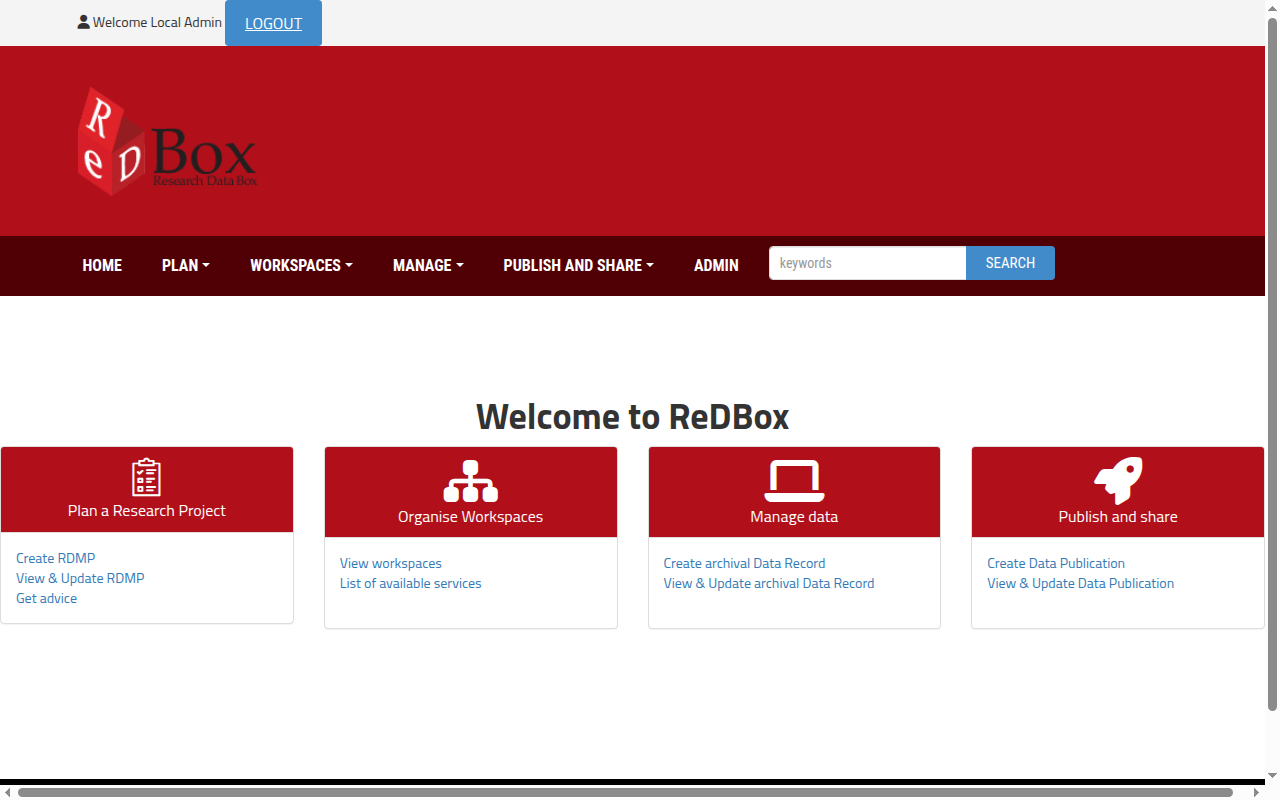 Welcome Local Admin LOGOUT
ReD Box
Research Data Box
HOME PLAN WORKSPACES MANAGE PUBLISH AND SHARE ADMIN keywords SEARCH
Welcome to ReDBox
Plan a Research Project
Create RDMP
View & Update RDMP
Get advice
Organise Workspaces
View workspaces
List of available services
Manage data
Create archival Data Record
View & Update archival Data Record
Publish and share
Create Data Publication
View & Update Data Publication